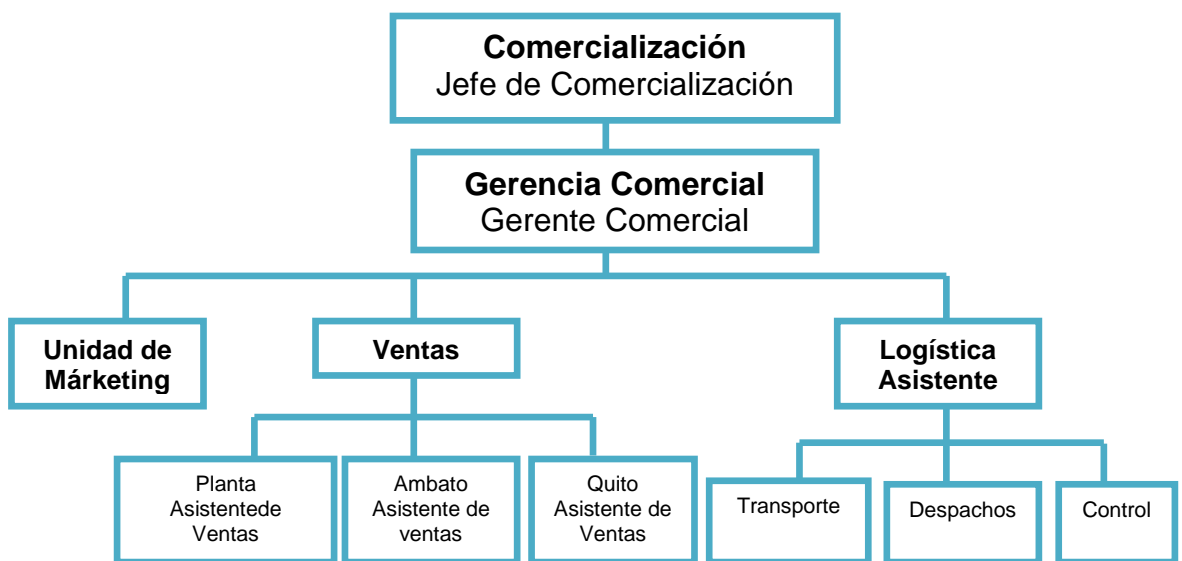 Comercialización
Jefe de Comercialización
Gerencia Comercial
Gerente Comercial
Unidad de
Márketing
Ventas
Logística
Asistente
Planta
Asistentede
Ventas
Ambato
Asistente de
ventas
Quito
Asistente de
Ventas
Transporte
Despachos
Control